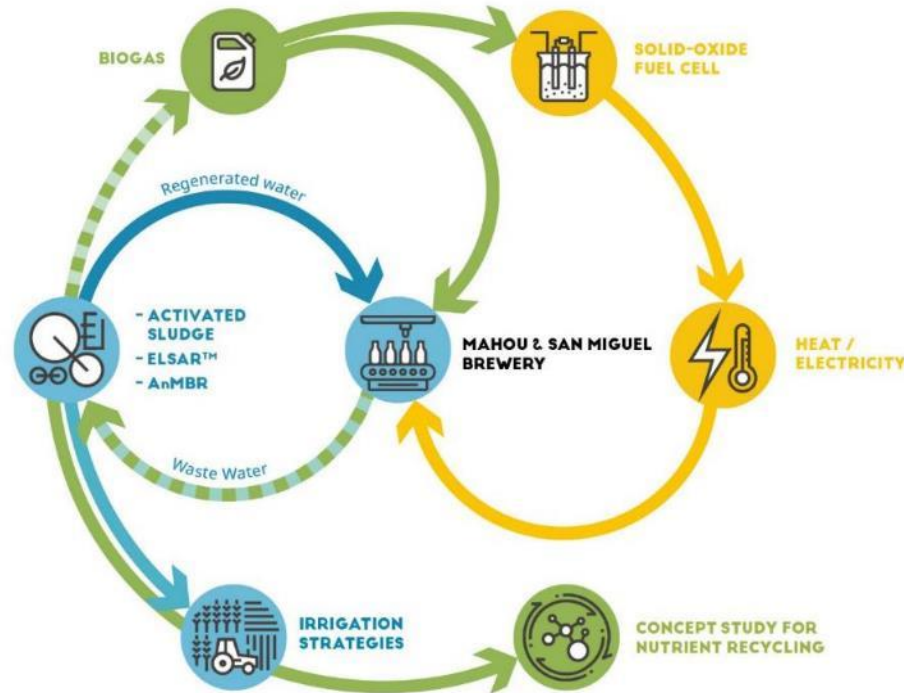 BIOGAS
SOLID-OXIDE
FUEL CELL
Regenerated water
- ACTIVATED
SLUDGE
- ELSAR™
- AnMBR
MAHOU & SAN MIGUEL
BREWERY
HEAT /
ELECTRICITY
Waste Water
IRRIGATION
STRATEGIES
CONCEPT STUDY FOR
NUTRIENT RECYCLING